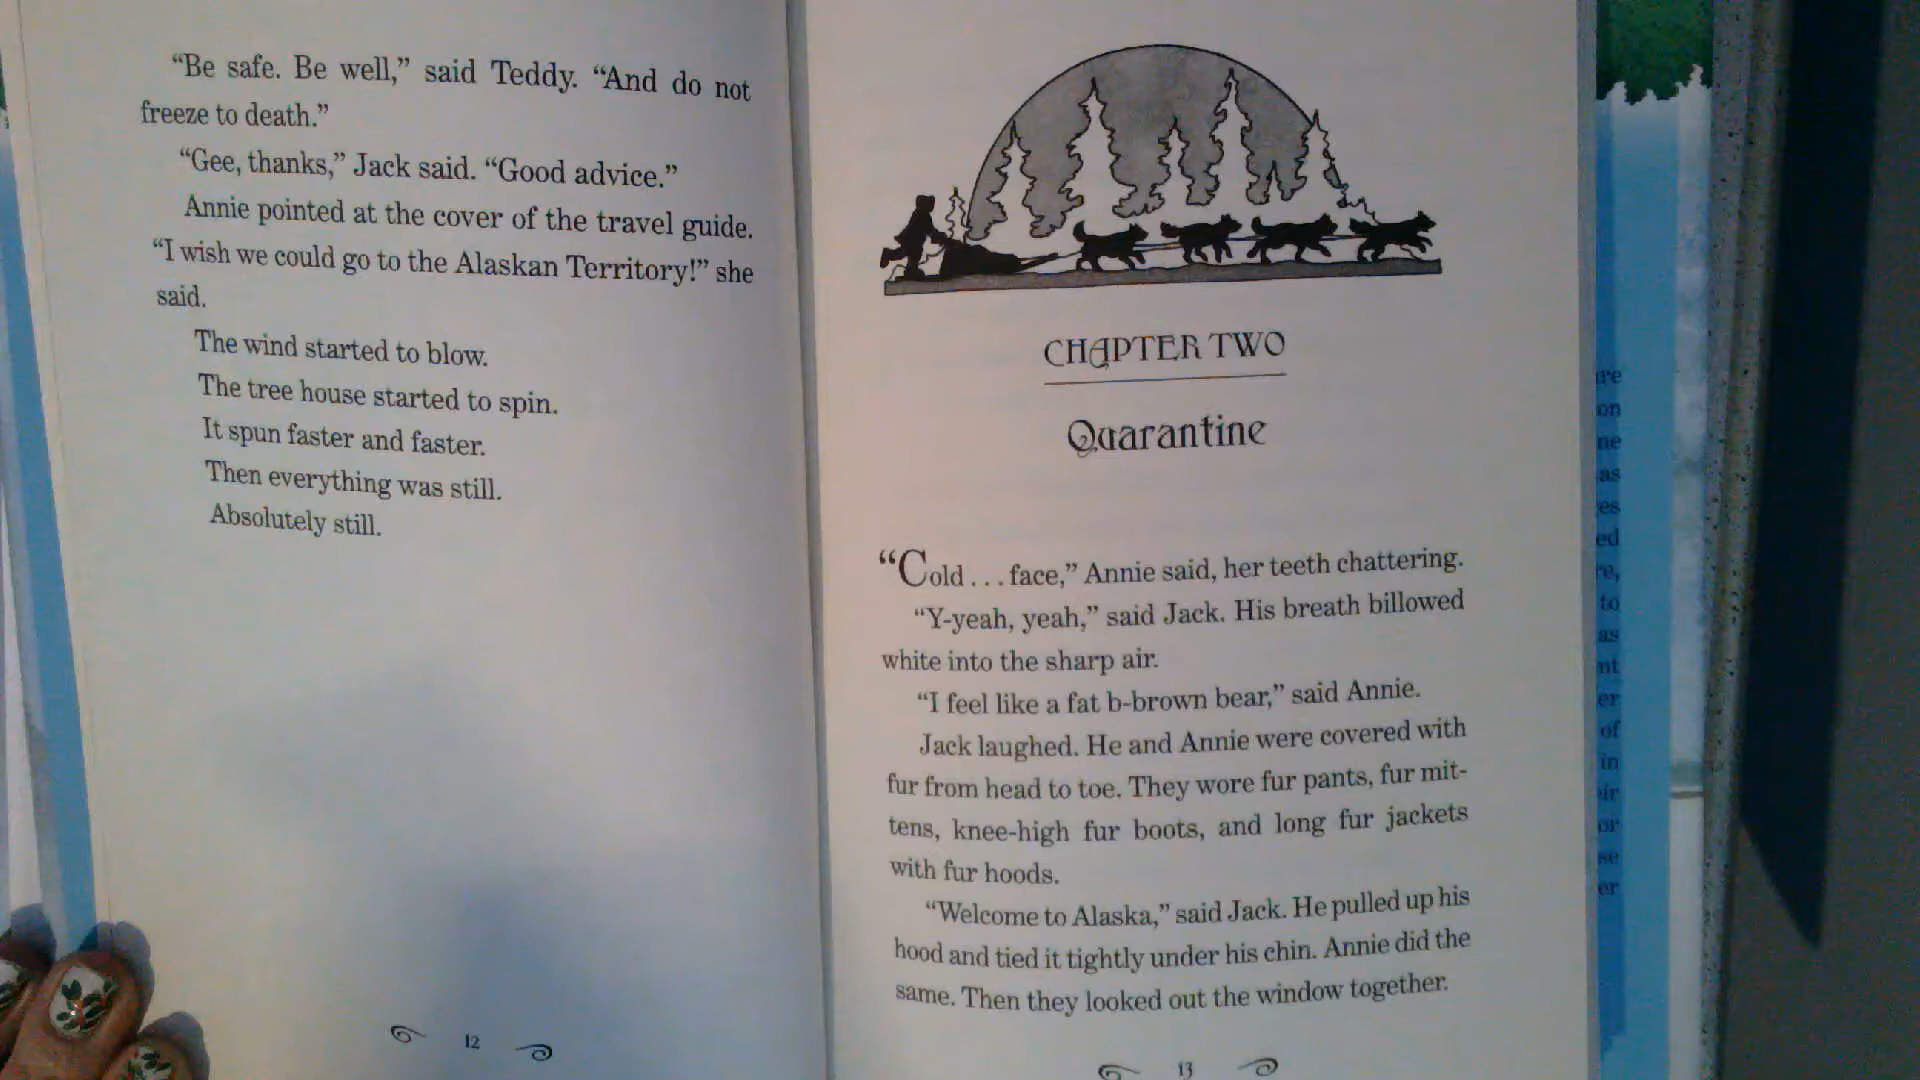 “Be safe. Be well,” said Teddy. “And do not
freeze to death.”
“Gee, thanks,” Jack said. “Good advice.”
Annie pointed at the cover of the travel guide.
“I wish we could go to the Alaskan Territory!” she
said.
The wind started to blow.
The tree house started to spin.
It spun faster and faster.
Then everything was still.
Absolutely still.
12
CHAPTER TWO
Quarantine
“Cold . . . face,” Annie said, her teeth chattering.
“Y-yeah, yeah,” said Jack. His breath billowed
white into the sharp air.
“I feel like a fat b-brown bear,” said Annie.
Jack laughed. He and Annie were covered with
fur from head to toe. They wore fur pants, fur mit-
tens, knee-high fur boots, and long fur jackets
with fur hoods.
“Welcome to Alaska,” said Jack. He pulled up his
hood and tied it tightly under his chin. Annie did the
same. Then they looked out the window together.
13